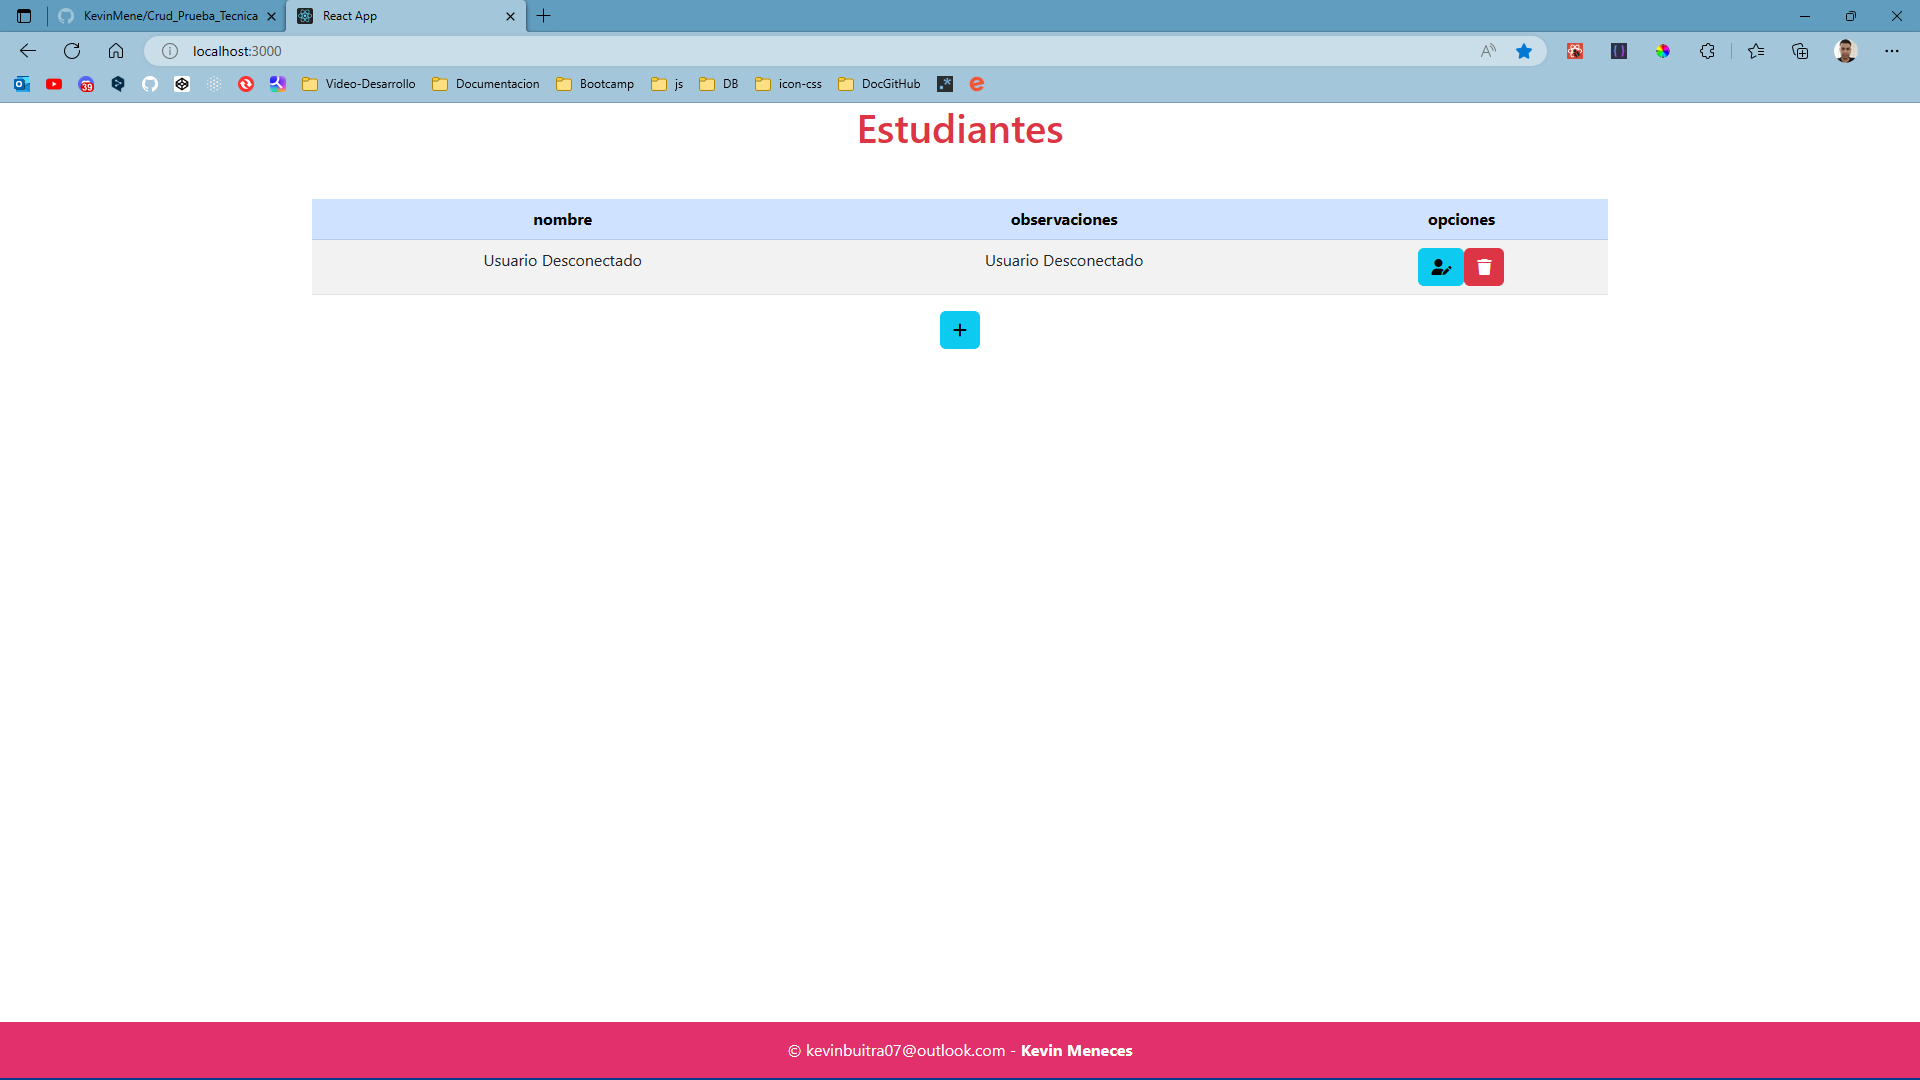 KevinMene/Crud_Prueba_Tecnica
React App
localhost:3000
39
Video-Desarrollo
Documentacion
Bootcamp
js
DB
icon-css
DocGitHub
Estudiantes
nombre observaciones opciones
Usuario Desconectado Usuario Desconectado
+
© kevinbuitra07@outlook.com - Kevin Meneces